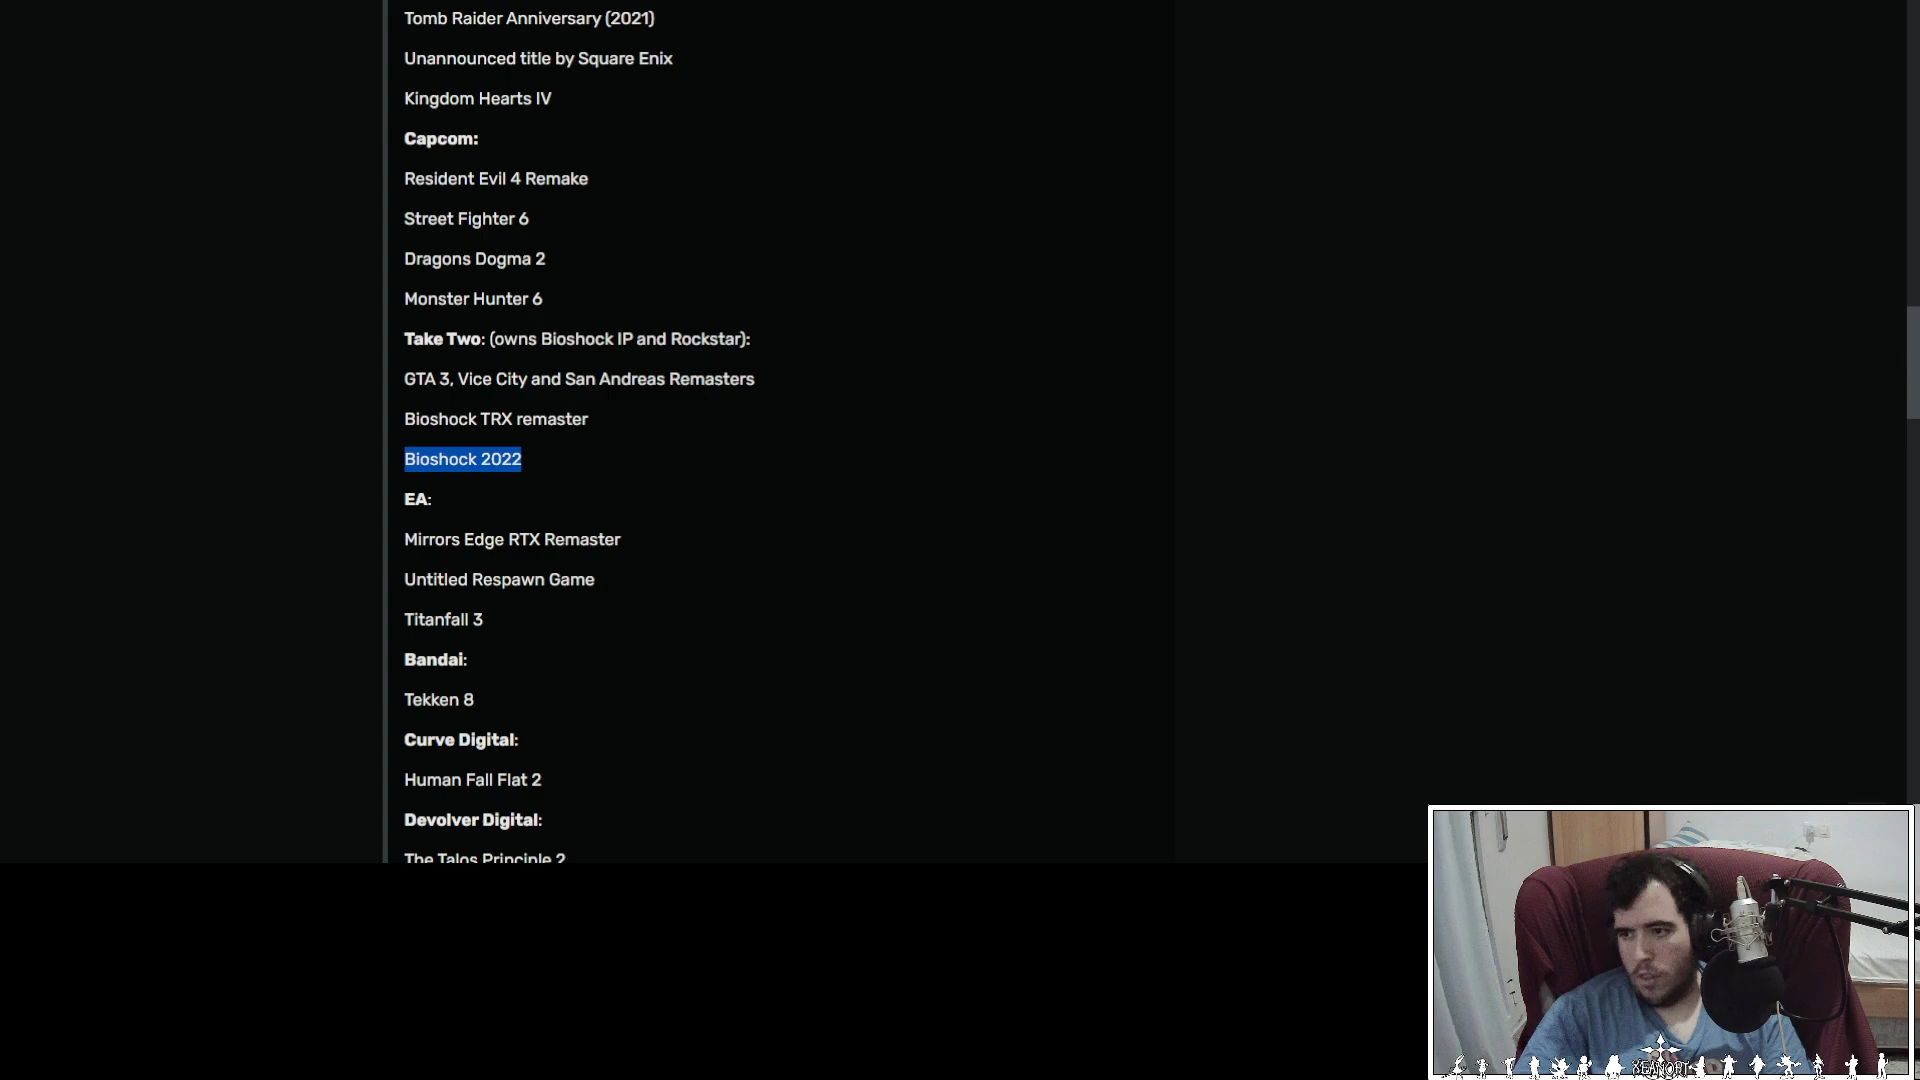 Tomb Raider Anniversary (2021)
Unannounced title by Square Enix
Kingdom Hearts IV
Capcom:
Resident Evil 4 Remake
Street Fighter 6
Dragons Dogma 2
Monster Hunter 6
Take Two: (owns Bioshock IP and Rockstar):
GTA 3, Vice City and San Andreas Remasters
Bioshock TRX remaster
Bioshock 2022
EA:
Mirrors Edge RTX Remaster
Untitled Respawn Game
Titanfall 3
Bandai:
Tekken 8
Curve Digital:
Human Fall Flat 2
Devolver Digital:
The Talos Principle 2
XEANORT